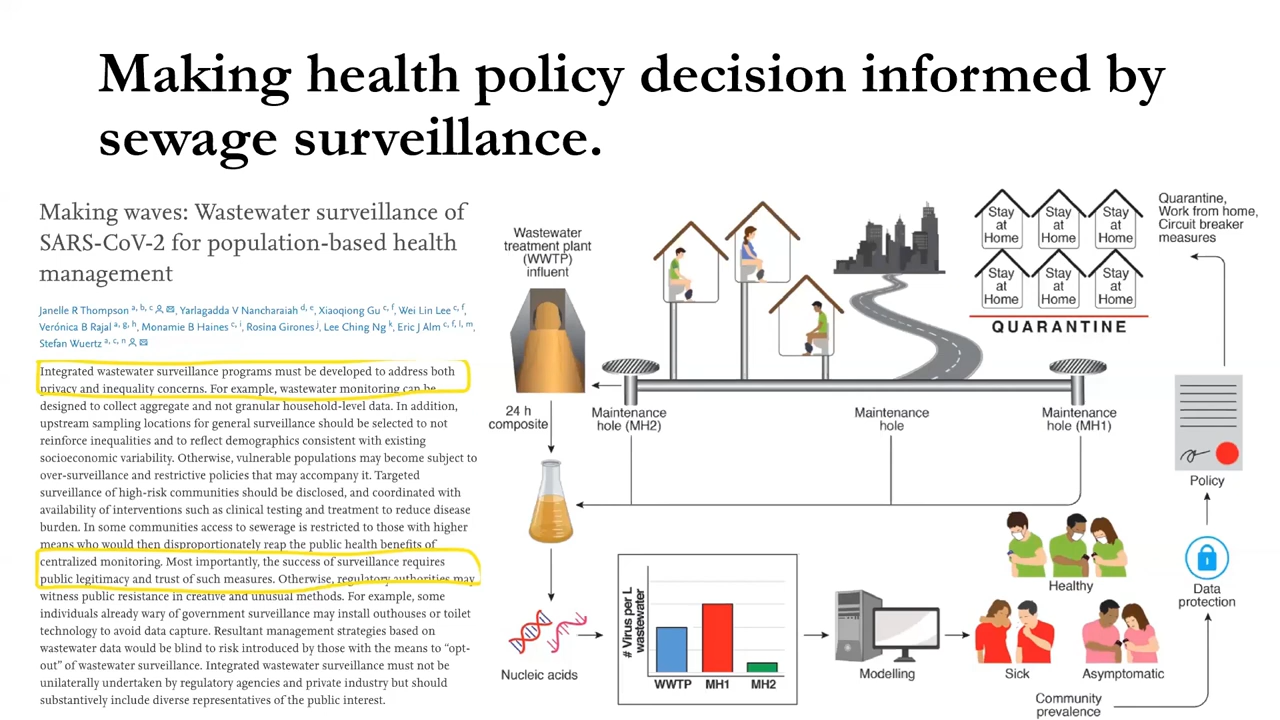 Making health policy decision informed by
sewage surveillance.
Making waves: Wastewater surveillance of
SARS-CoV-2 for population-based health
management
Janelle R Thompson a, b, c, Yarlagadda V Nancharaiah d, e, Xiaoqiong Gu c, f, Wei Lin Lee c, f,
Verónica B Rajal a, g, h, Monamie B Haines c, i, Rosina Girones j, Lee Ching Ng k, Eric J Alm c, f, l, m,
Stefan Wuertz a, c, n
Integrated wastewater surveillance programs must be developed to address both
privacy and inequality concerns. For example, wastewater monitoring can be
designed to collect aggregate and not granular household-level data. In addition,
upstream sampling locations for general surveillance should be selected to not
reinforce inequalities and to reflect demographics consistent with existing
socioeconomic variability. Otherwise, vulnerable populations may become subject to
over-surveillance and restrictive policies that may accompany it. Targeted
surveillance of high-risk communities should be disclosed, and coordinated with
availability of interventions such as clinical testing and treatment to reduce disease
burden. In some communities access to sewerage is restricted to those with higher
means who would then disproportionately reap the public health benefits of
centralized monitoring. Most importantly, the success of surveillance requires
public legitimacy and trust of such measures. Otherwise, regulatory authorities may
witness public resistance in creative and unusual methods. For example, some
individuals already wary of government surveillance may install outhouses or toilet
technology to avoid data capture. Resultant management strategies based on
wastewater data would be blind to risk introduced by those with the means to "opt-
out" of wastewater surveillance. Integrated wastewater surveillance must not be
unilaterally undertaken by regulatory agencies and private industry but should
substantively include diverse representatives of the public interest.
Wastewater
treatment plant
(WWTP)
influent
24 h
composite
Nucleic acids
Maintenance
hole (MH2)
Maintenance
hole
Maintenance
hole (MH1)
# Virus per L
wastewater
WWTP MH1 MH2
Modelling
Healthy
Sick
Asymptomatic
Community
prevalence
Data
protection
Policy
Stay
at
Home
Stay
at
Home
Stay
at
Home
Stay
at
Home
Stay
at
Home
Stay
at
Home
QUARANTINE
Quarantine,
Work from home,
Circuit breaker
measures